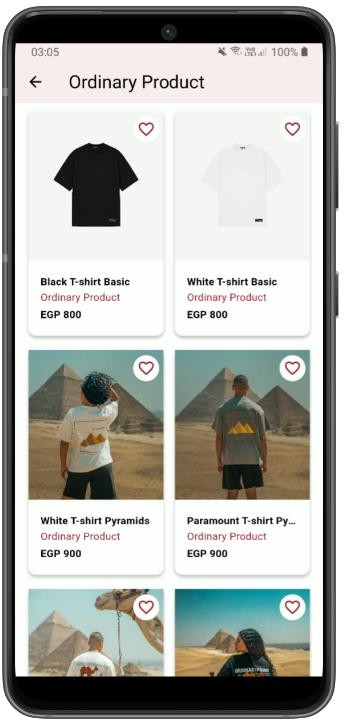 03:05
100%
Ordinary Product
Black T-shirt Basic
Ordinary Product
EGP 800
White T-shirt Basic
Ordinary Product
EGP 800
White T-shirt Pyramids
Ordinary Product
EGP 900
Paramount T-shirt Py...
Ordinary Product
EGP 900